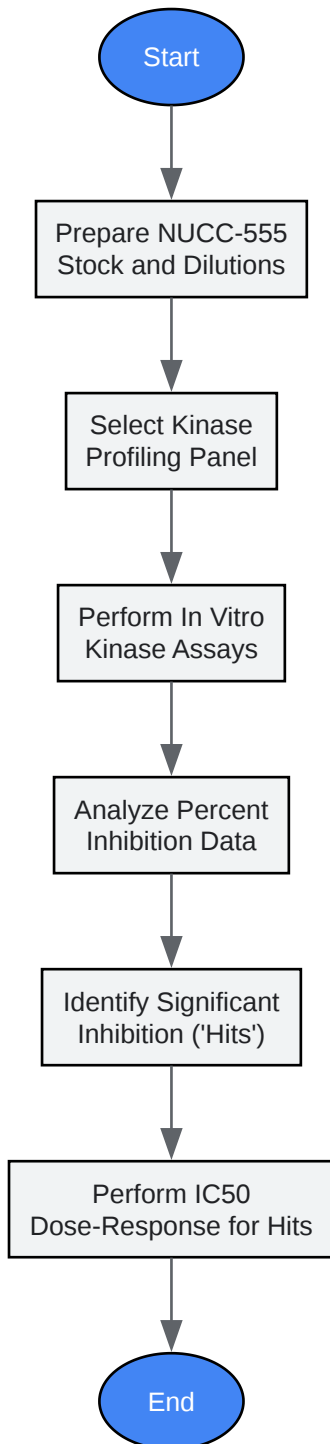 Start
Prepare NUCC-555
Stock and Dilutions
Select Kinase
Profiling Panel
Perform In Vitro
Kinase Assays
Analyze Percent
Inhibition Data
Identify Significant
Inhibition ('Hits')
Perform IC50
Dose-Response for Hits
End